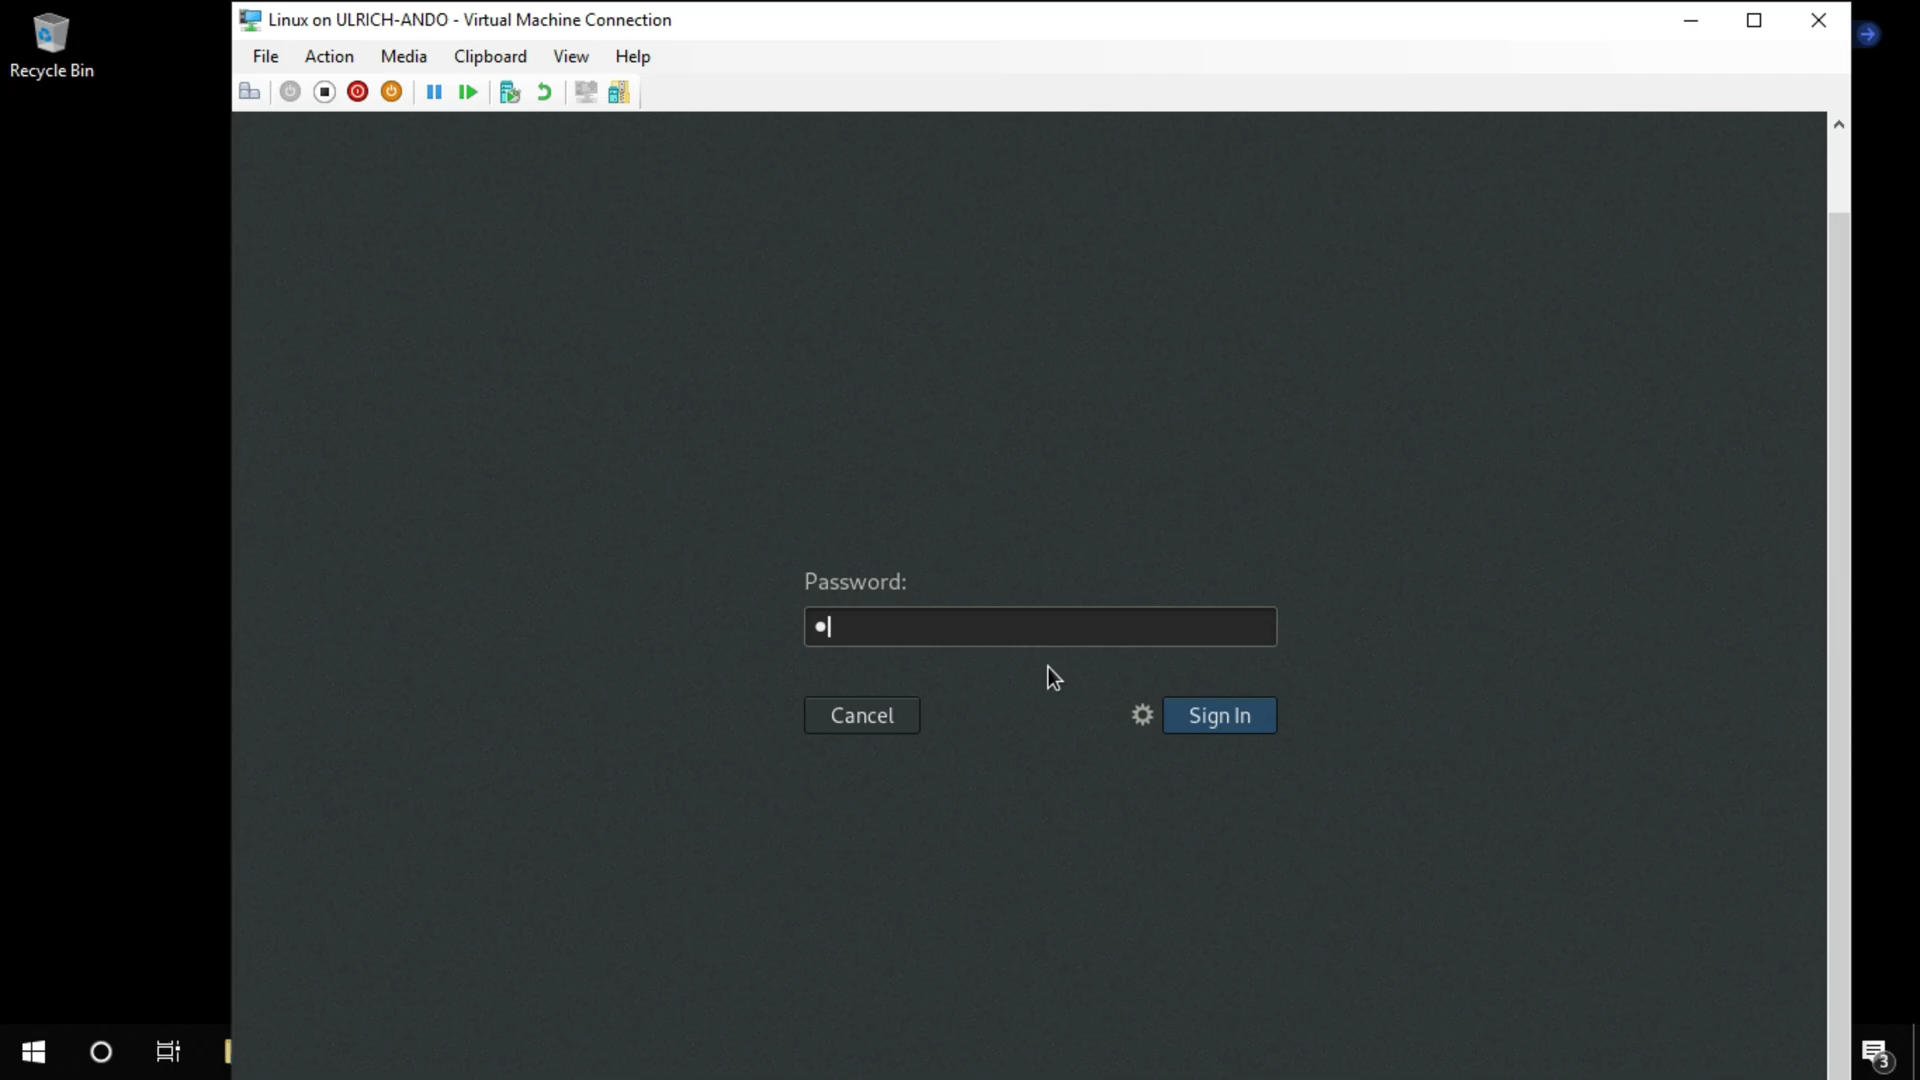 Recycle Bin
Linux on ULRICH-ANDO - Virtual Machine Connection
File Action Media Clipboard View Help
Password:
Cancel
Sign In
3